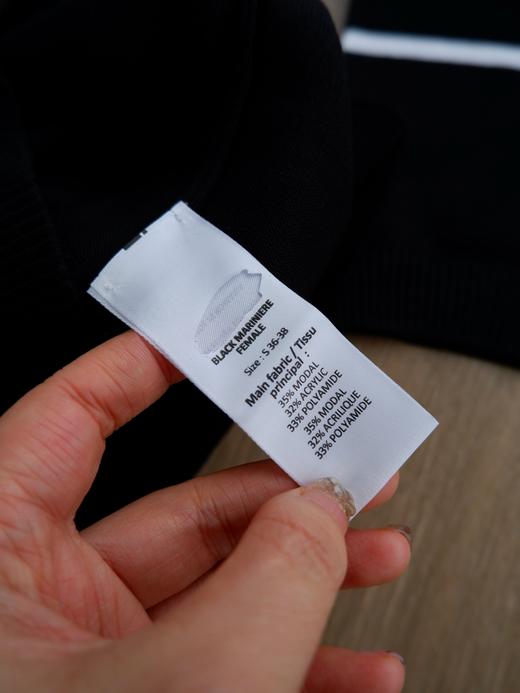 BLACK MARINIERE
FEMALE
Size : S 36-38
Main fabric / Tissu
principal :
35% MODAL
32% ACRYLIC
33% POLYAMIDE
35% MODAL
32% ACRILIQUE
33% POLYAMIDE